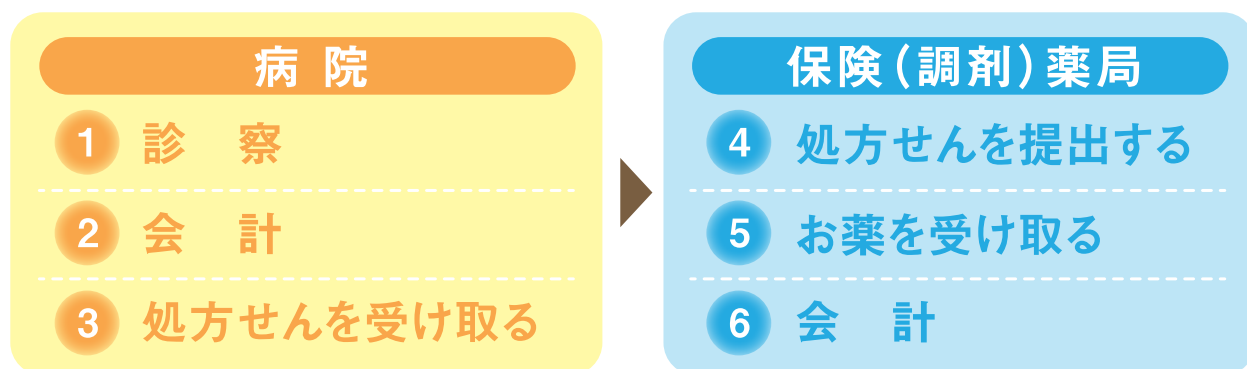 病院
1 診察
2 会計
3 処方せんを受け取る
保険(調剤)薬局
4 処方せんを提出する
5 お薬を受け取る
6 会計